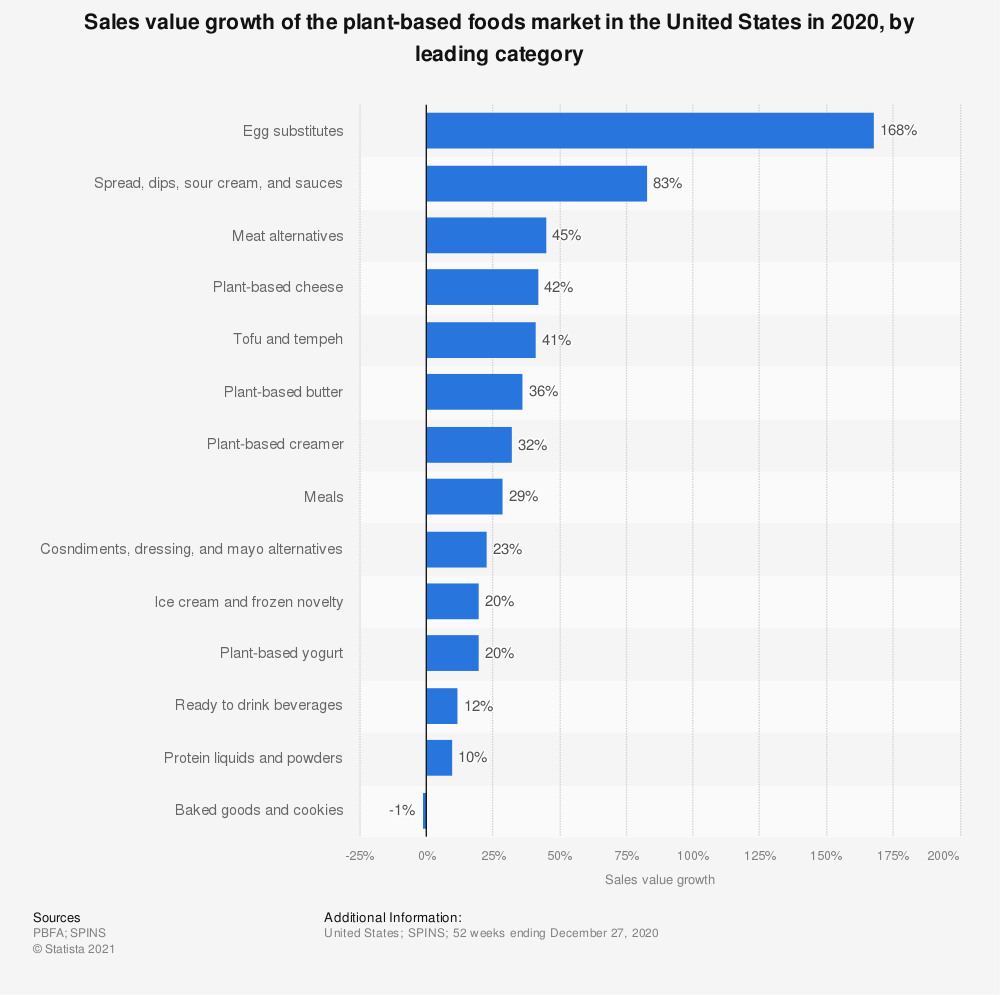 Sales value growth of the plant-based foods market in the United States in 2020, by
leading category
Egg substitutes
168%
Spread, dips, sour cream, and sauces
83%
Meat alternatives
45%
Plant-based cheese
42%
Tofu and tempeh
41%
Plant-based butter
36%
Plant-based creamer
32%
Meals
29%
Cosndiments, dressing, and mayo alternatives
23%
Ice cream and frozen novelty
20%
Plant-based yogurt
20%
Ready to drink beverages
12%
Protein liquids and powders
10%
Baked goods and cookies
-1%
-25% 0% 25% 50% 75% 100% 125% 150% 175% 200%
Sales value growth
Sources
PBFA; SPINS
© Statista 2021
Additional Information:
United States; SPINS; 52 weeks ending December 27, 2020